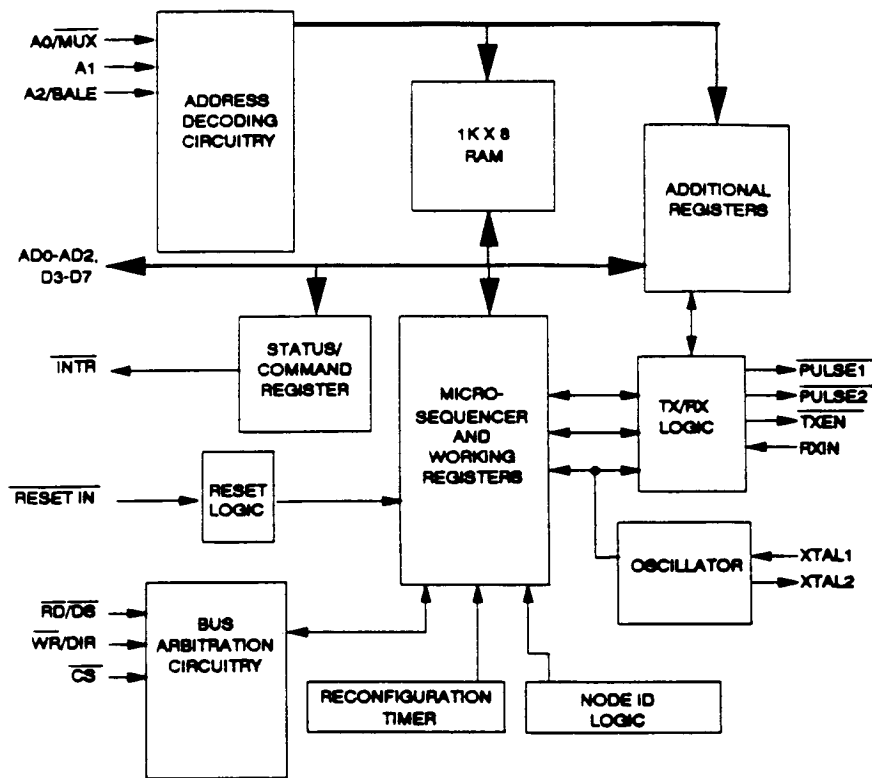 A0/MUX
A1
A2/BALE
ADDRESS
DECODING
CIRCUITRY
1K X 8
RAM
ADDITIONAL
REGISTERS
AD0-AD2,
D3-D7
INTR
STATUS/
COMMAND
REGISTER
MICRO-
SEQUENCER
AND
WORKING
REGISTERS
TX/RX
LOGIC
PULSE1
PULSE2
TXEN
RXIN
RESET IN
RESET
LOGIC
OSCILLATOR
XTAL1
XTAL2
RD/DS
WR/DIR
CS
BUS
ARBITRATION
CIRCUITRY
RECONFIGURATION
TIMER
NODE ID
LOGIC